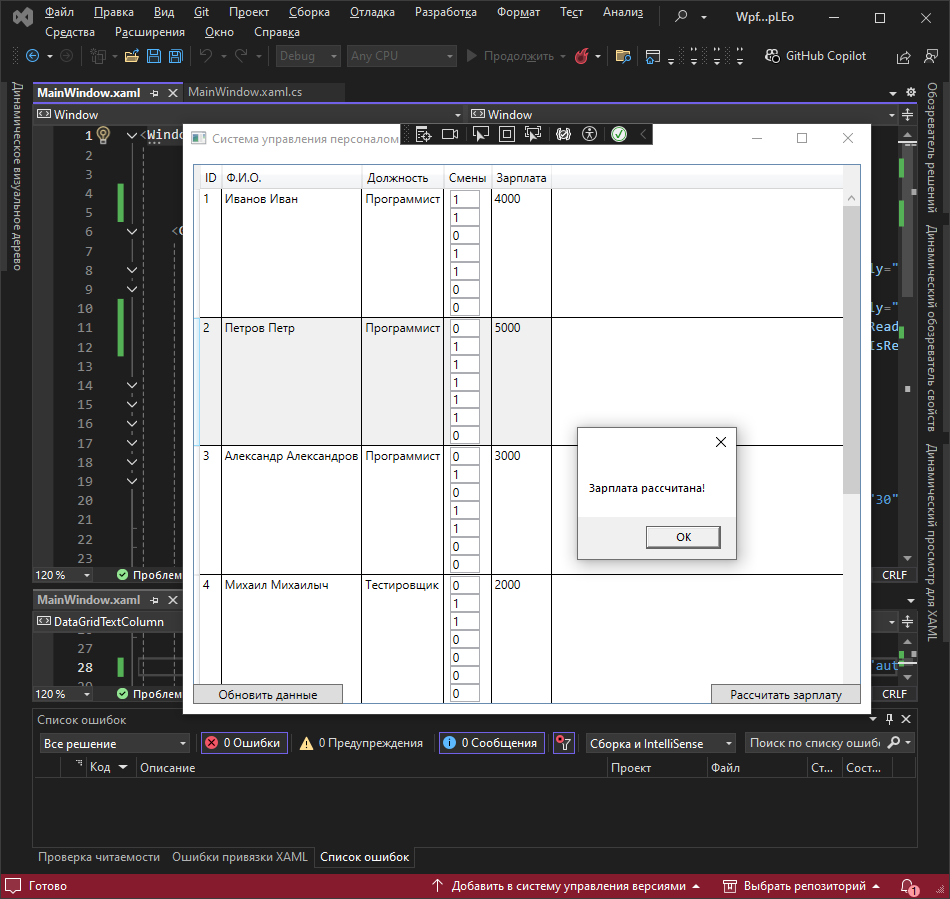 Файл Правка Вид Git Проект Сборка Отладка Разработка Формат Тест Анализ Wpf...pLEo
Средства Расширения Окно Справка
Debug Any CPU Продолжить GitHub Copilot
Динамическое визуальное дерево
MainWindow.xaml MainWindow.xaml.cs
Window Window
1 <Windo
2
3
4
5
6 <G
7
8 ly="
9
10 ly="
11 Read
12 IsRe
13
14
15
16
17
18
19
20 "30"
21
22
23
Система управления персоналом
ID Ф.И.О. Должность Смены Зарплата
1 Иванов Иван Программист 1 4000
1
0
1
1
0
0
2 Петров Петр Программист 0 5000
1
1
1
1
1
0
3 Александр Александров Программист 0 3000
1
0
1
1
0
0
4 Михаил Михаилыч Тестировщик 0 2000
1
1
0
0
0
0
Обновить данные Рассчитать зарплату
Зарплата рассчитана!
OK
Обозреватель решений
Динамический обозреватель свойств
Динамический просмотр для XAML
120 % Проблем CRLF
MainWindow.xaml
DataGridTextColumn
27
28 "aut
120 % Проблем CRLF
Список ошибок
Все решение 0 Ошибки 0 Предупреждения 0 Сообщения Сборка и IntelliSense Поиск по списку ошибо
Код Описание Проект Файл Ст... Сост...
Проверка читаемости Ошибки привязки XAML Список ошибок
Готово Добавить в систему управления версиями Выбрать репозиторий 1